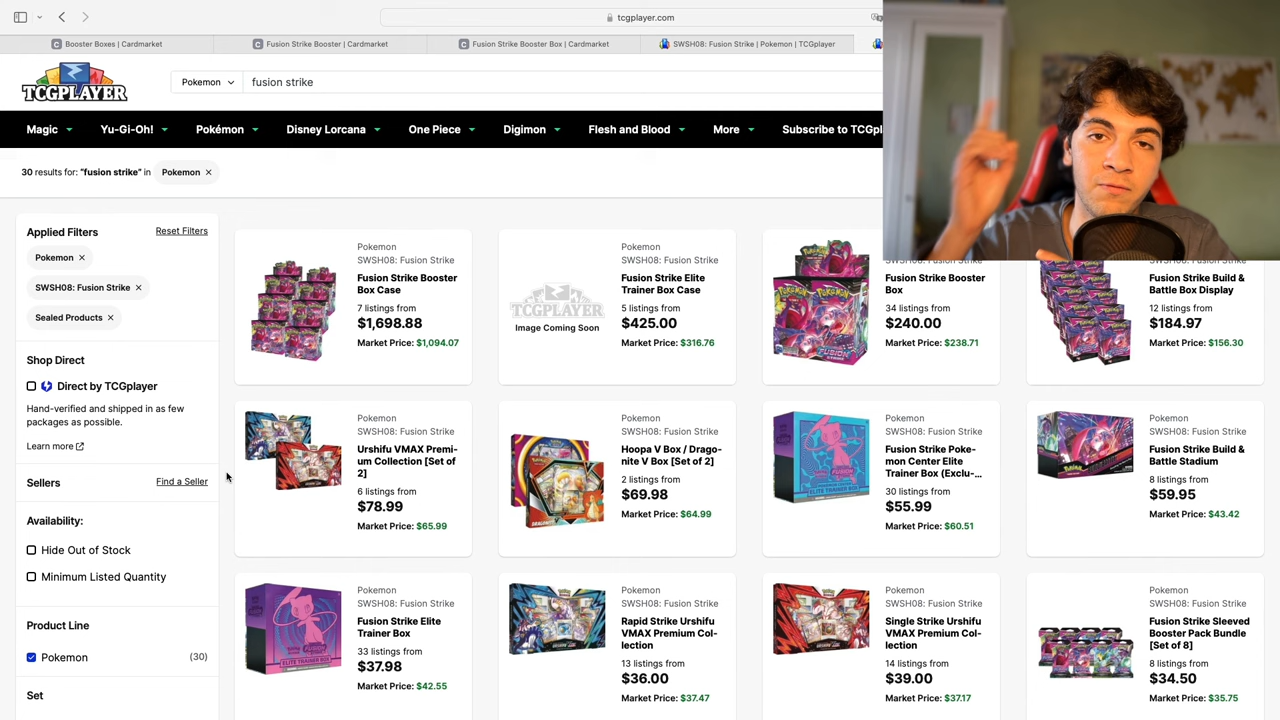 tcgplayer.com
Booster Boxes | Cardmarket
Fusion Strike Booster | Cardmarket
Fusion Strike Booster Box | Cardmarket
SWSH08: Fusion Strike | Pokemon | TCGplayer
TCGPLAYER
Pokemon
fusion strike
Magic
Yu-Gi-Oh!
Pokémon
Disney Lorcana
One Piece
Digimon
Flesh and Blood
More
Subscribe to TCGpl
30 results for: "fusion strike" in
Pokemon ×
Applied Filters
Reset Filters
Pokemon ×
SWSH08: Fusion Strike ×
Sealed Products ×
Shop Direct
Direct by TCGplayer
Hand-verified and shipped in as few
packages as possible.
Learn more
Sellers
Find a Seller
Availability:
Hide Out of Stock
Minimum Listed Quantity
Product Line
Pokemon
(30)
Set
Pokemon
SWSH08: Fusion Strike
Fusion Strike Booster
Box Case
7 listings from
$1,698.88
Market Price: $1,094.07
TCGPLAYER
Image Coming Soon
Pokemon
SWSH08: Fusion Strike
Fusion Strike Elite
Trainer Box Case
5 listings from
$425.00
Market Price: $316.76
Pokemon
SWSH08: Fusion Strike
Fusion Strike Booster
Box
34 listings from
$240.00
Market Price: $238.71
SWSH08: Fusion Strike
Fusion Strike Build &
Battle Box Display
12 listings from
$184.97
Market Price: $156.30
Pokemon
SWSH08: Fusion Strike
Urshifu VMAX Premi-
um Collection [Set of
2]
6 listings from
$78.99
Market Price: $65.99
Pokemon
SWSH08: Fusion Strike
Hoopa V Box / Drago-
nite V Box [Set of 2]
2 listings from
$69.98
Market Price: $64.99
Pokemon
SWSH08: Fusion Strike
Fusion Strike Poke-
mon Center Elite
Trainer Box (Exclu-...
30 listings from
$55.99
Market Price: $60.51
Pokemon
SWSH08: Fusion Strike
Fusion Strike Build &
Battle Stadium
8 listings from
$59.95
Market Price: $43.42
ELITE TRAINER BOX
Pokemon
SWSH08: Fusion Strike
Fusion Strike Elite
Trainer Box
33 listings from
$37.98
Market Price: $42.55
Pokemon
SWSH08: Fusion Strike
Rapid Strike Urshifu
VMAX Premium Col-
lection
13 listings from
$36.00
Market Price: $37.47
Pokemon
SWSH08: Fusion Strike
Single Strike Urshifu
VMAX Premium Col-
lection
14 listings from
$39.00
Market Price: $37.17
Pokemon
SWSH08: Fusion Strike
Fusion Strike Sleeved
Booster Pack Bundle
[Set of 8]
8 listings from
$34.50
Market Price: $35.75